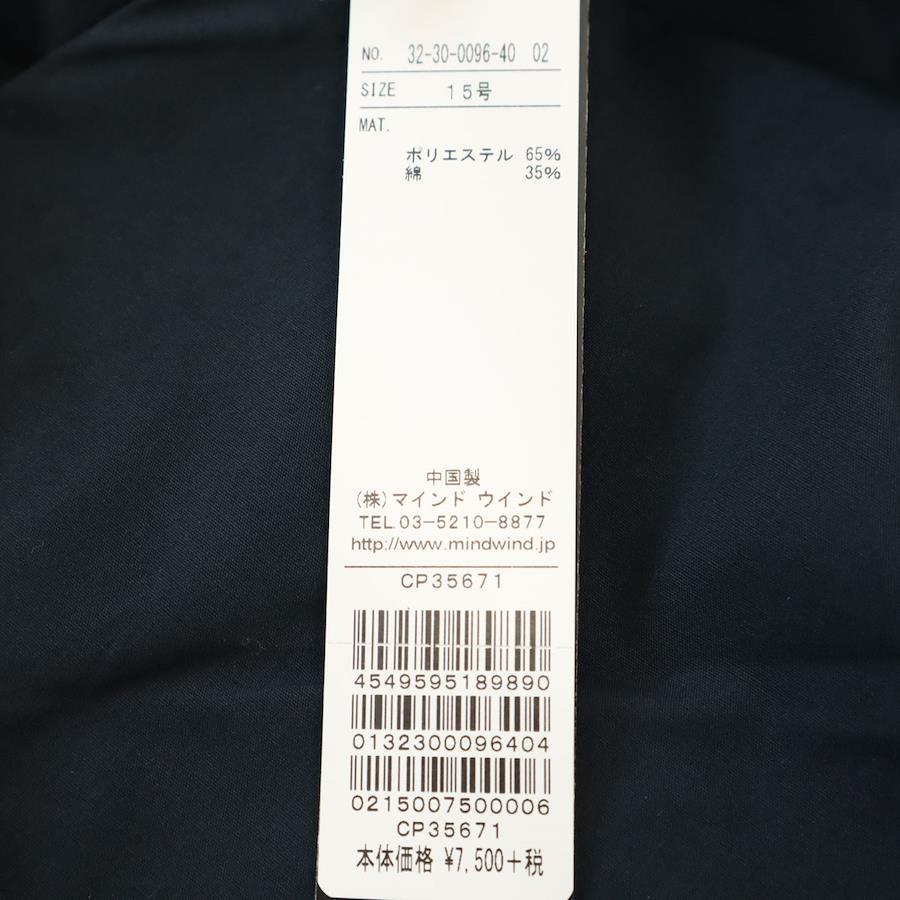 NO. 32-30-0096-40 02
SIZE 15号
MAT.
ポリエステル 65%
綿 35%
中国製
(株)マインド ウインド
TEL.03-5210-8877
http://www.mindwind.jp
CP35671
4549595189890
0132300096404
0215007500006
CP35671
本体価格 ¥7,500+税